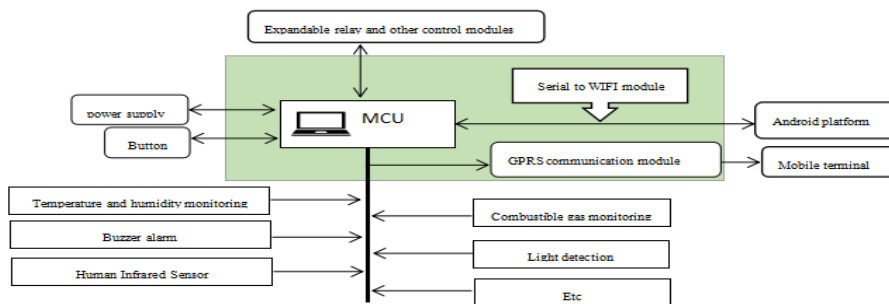 Expandable relay and other control modules
Serial to WIFI module
power supply
MCU
Android platform
Button
GPRS communication module
Mobile terminal
Temperature and humidity monitoring
Combustible gas monitoring
Buzzer alarm
Light detection
Human Infrared Sensor
Etc